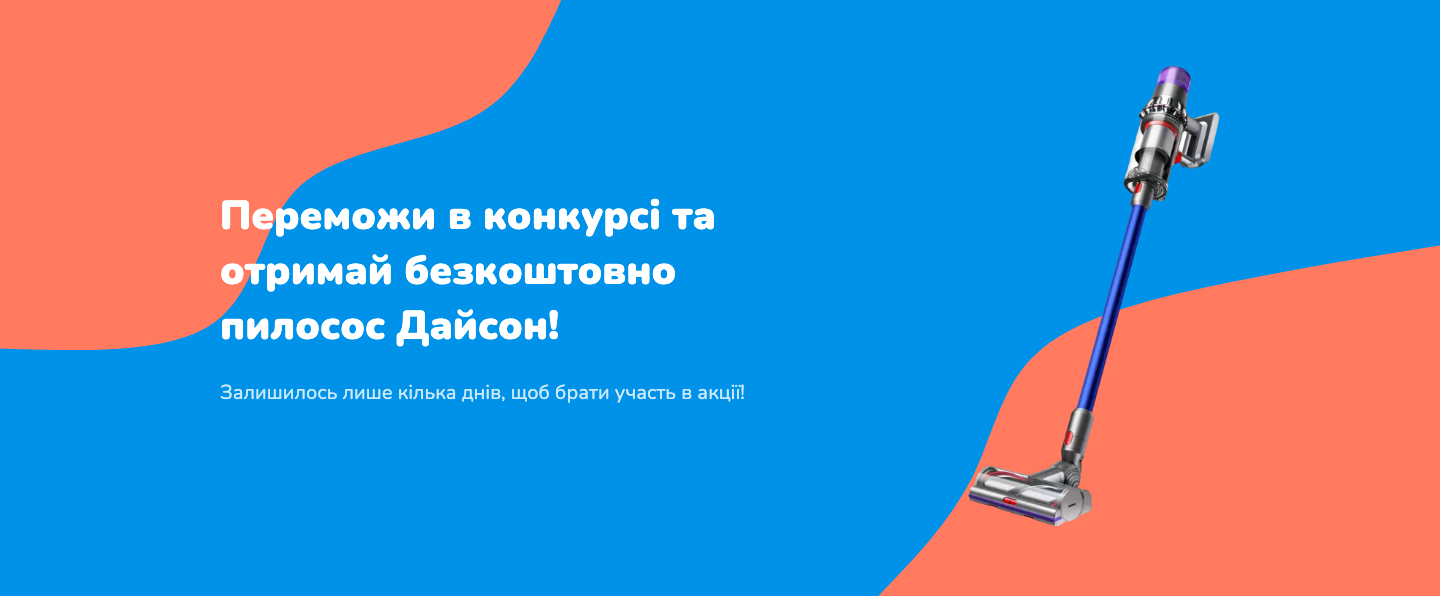 Переможи в конкурсі та
отримай безкоштовно
пилосос Дайсон!
Залишилось лише кілька днів, щоб брати участь в акції!